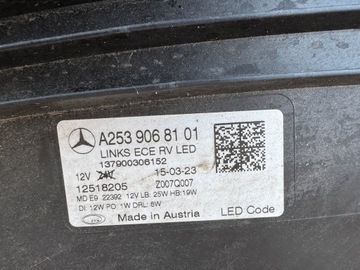 A253 906 81 01
LINKS ECE RV LED
137900306152
12V 24V 15-03-23
12518205 Z007Q007
MD E9 22392 12V LB: 25W HB:19W
DI: 12W PO: 1W DRL: 8W
Made in Austria LED Code